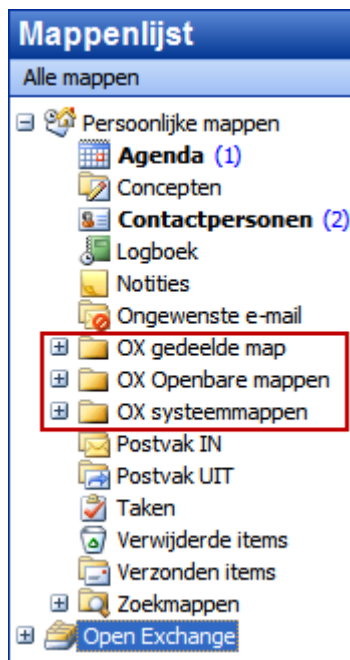 Mappenlijst
Alle mappen
Persoonlijke mappen
Agenda (1)
Concepten
Contactpersonen (2)
Logboek
Notities
Ongewenste e-mail
OX gedeelde map
OX Openbare mappen
OX systeemmappen
Postvak IN
Postvak UIT
Taken
Verwijderde items
Verzonden items
Zoekmappen
Open Exchange